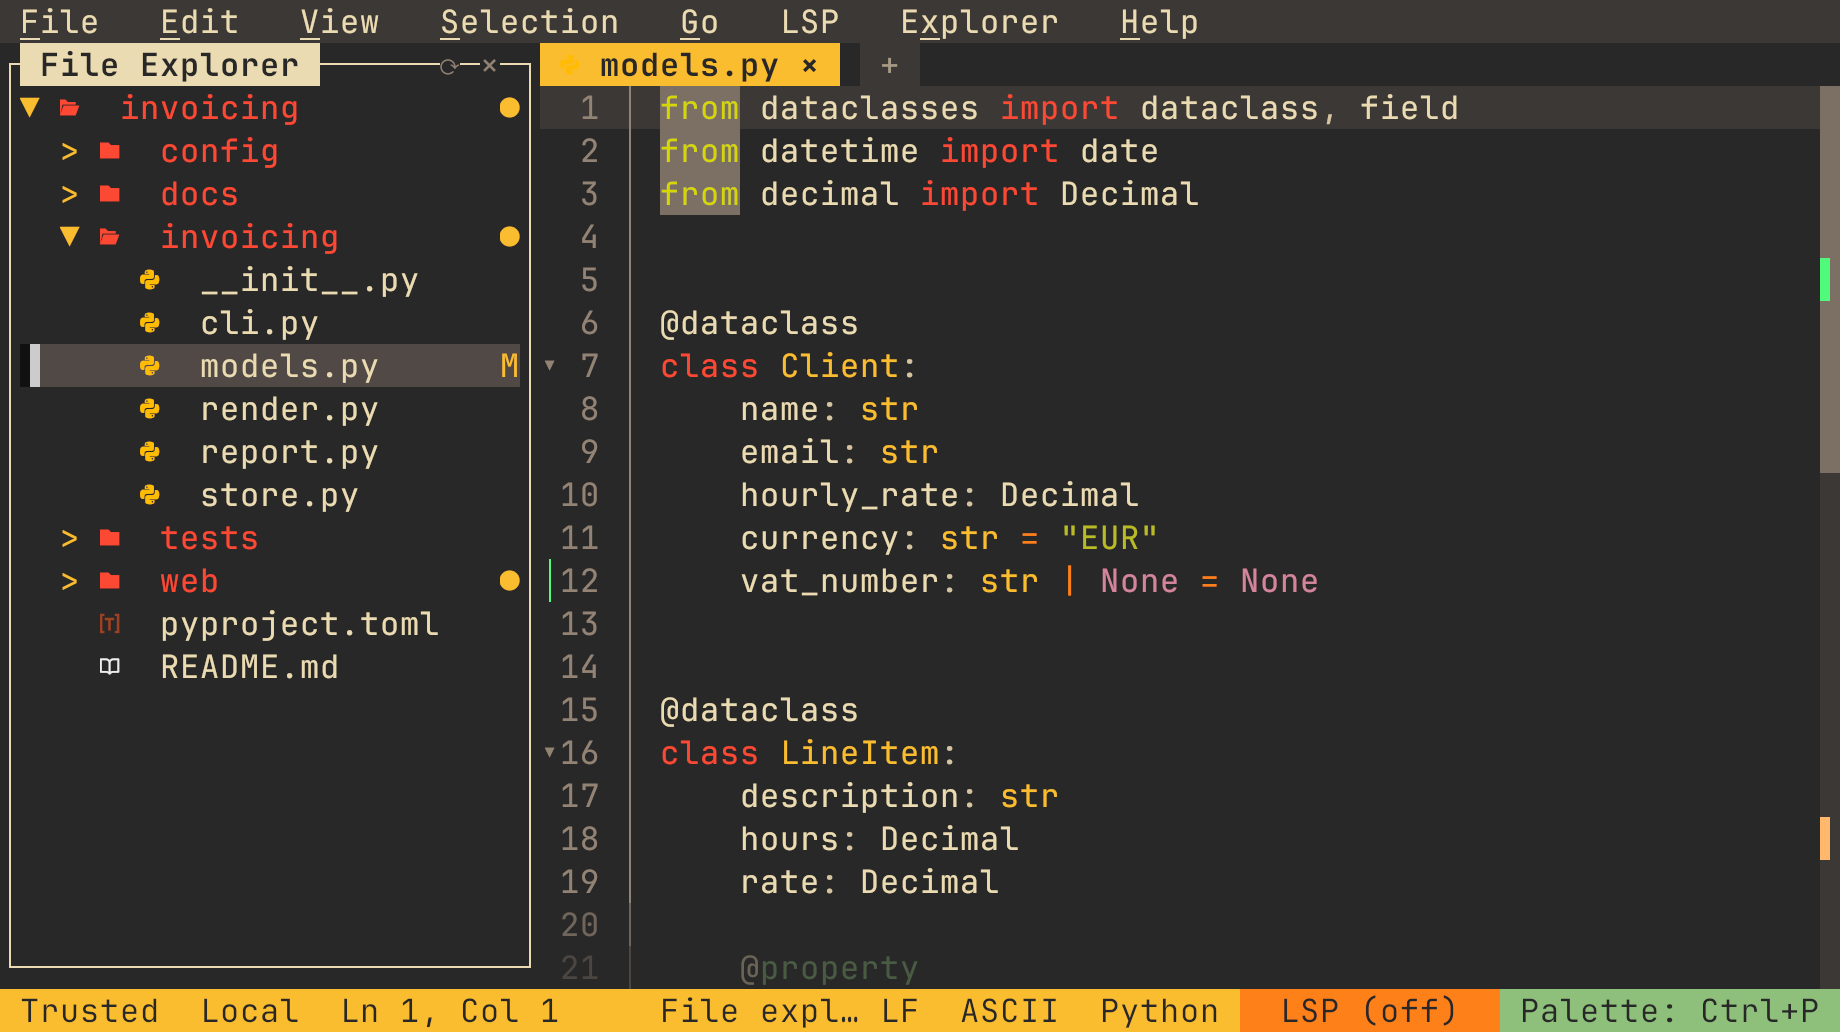 File Edit View Selection Go LSP Explorer Help
File Explorer ⟳ × models.py × +
▼ invoicing ●
> config
> docs
▼ invoicing ●
__init__.py
cli.py
models.py M
render.py
report.py
store.py
> tests
> web ●
pyproject.toml
README.md
1 from dataclasses import dataclass, field
2 from datetime import date
3 from decimal import Decimal
4
5
6 @dataclass
▾ 7 class Client:
8     name: str
9     email: str
10     hourly_rate: Decimal
11     currency: str = "EUR"
12     vat_number: str | None = None
13
14
15 @dataclass
▾ 16 class LineItem:
17     description: str
18     hours: Decimal
19     rate: Decimal
20
21     @property
Trusted Local Ln 1, Col 1 File expl… LF ASCII Python LSP (off) Palette: Ctrl+P